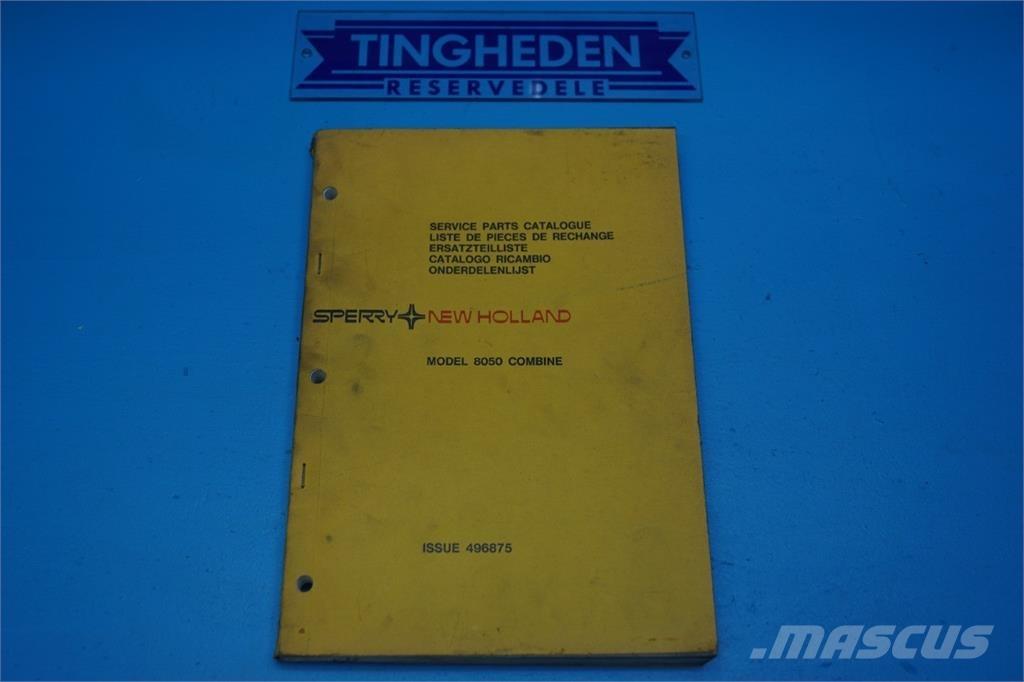 TINGHEDEN
RESERVEDELE
SERVICE PARTS CATALOGUE
LISTE DE PIECES DE RECHANGE
ERSATZTEILLISTE
CATALOGO RICAMBIO
ONDERDELENLIJST
SPERRY NEW HOLLAND
MODEL 8050 COMBINE
ISSUE 496875
MASCUS